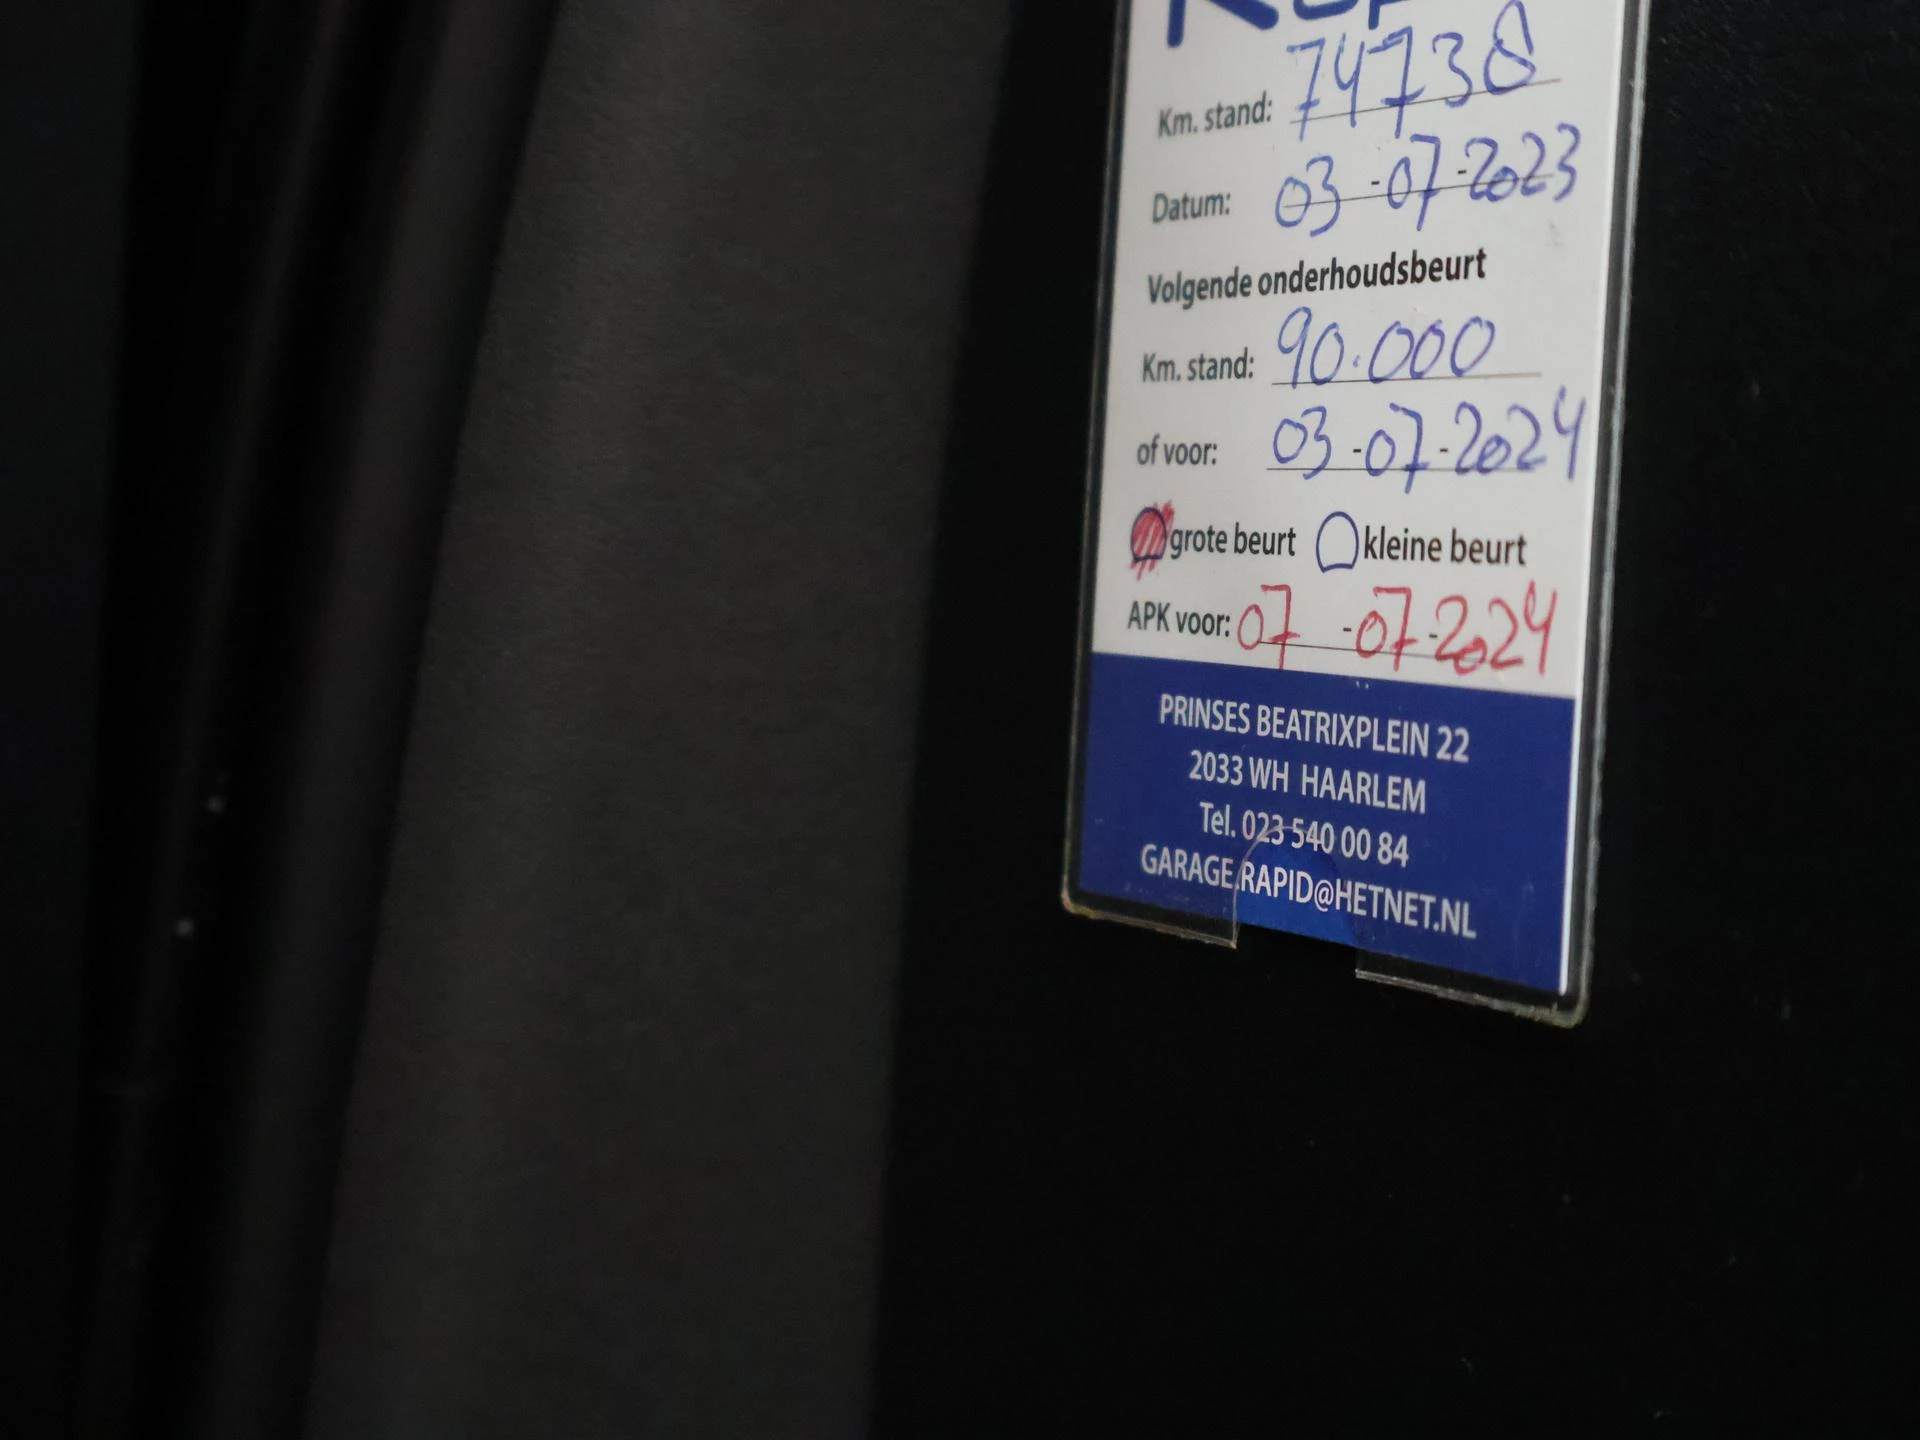 Km. stand: 74738
Datum: 03-07-2023
Volgende onderhoudsbeurt
Km. stand: 90.000
of voor: 03-07-2024
grote beurt kleine beurt
APK voor: 07-07-2024
PRINSES BEATRIXPLEIN 22
2033 WH HAARLEM
Tel. 023 540 00 84
GARAGE.RAPID@HETNET.NL